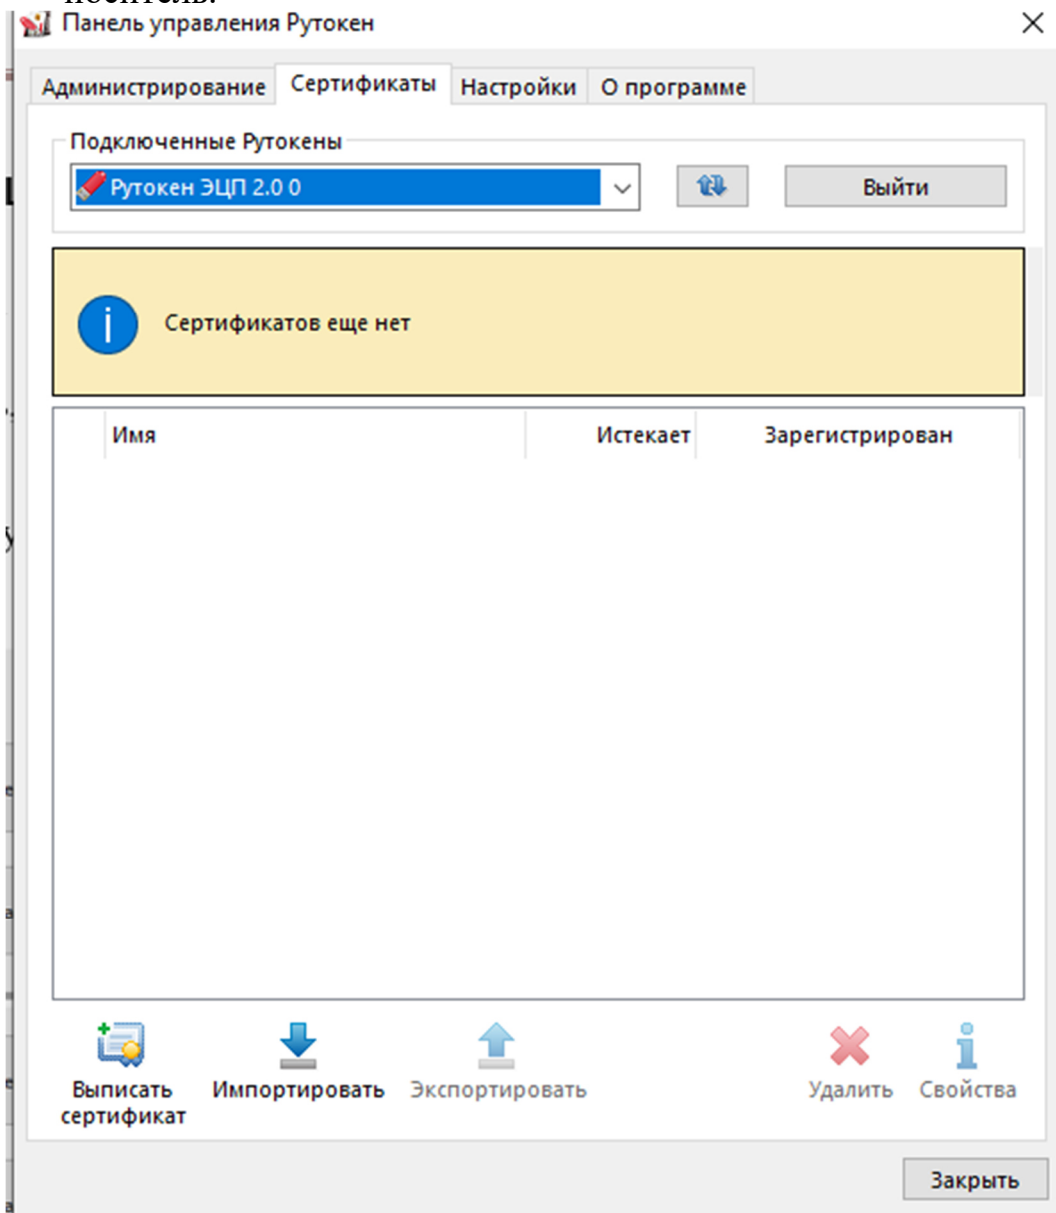 носитель.
Панель управления Рутокен
Администрирование Сертификаты Настройки О программе
Подключенные Рутокены
Рутокен ЭЦП 2.0 0
Выйти
Сертификатов еще нет
Имя Истекает Зарегистрирован
Выписать сертификат
Импортировать
Экспортировать
Удалить
Свойства
Закрыть